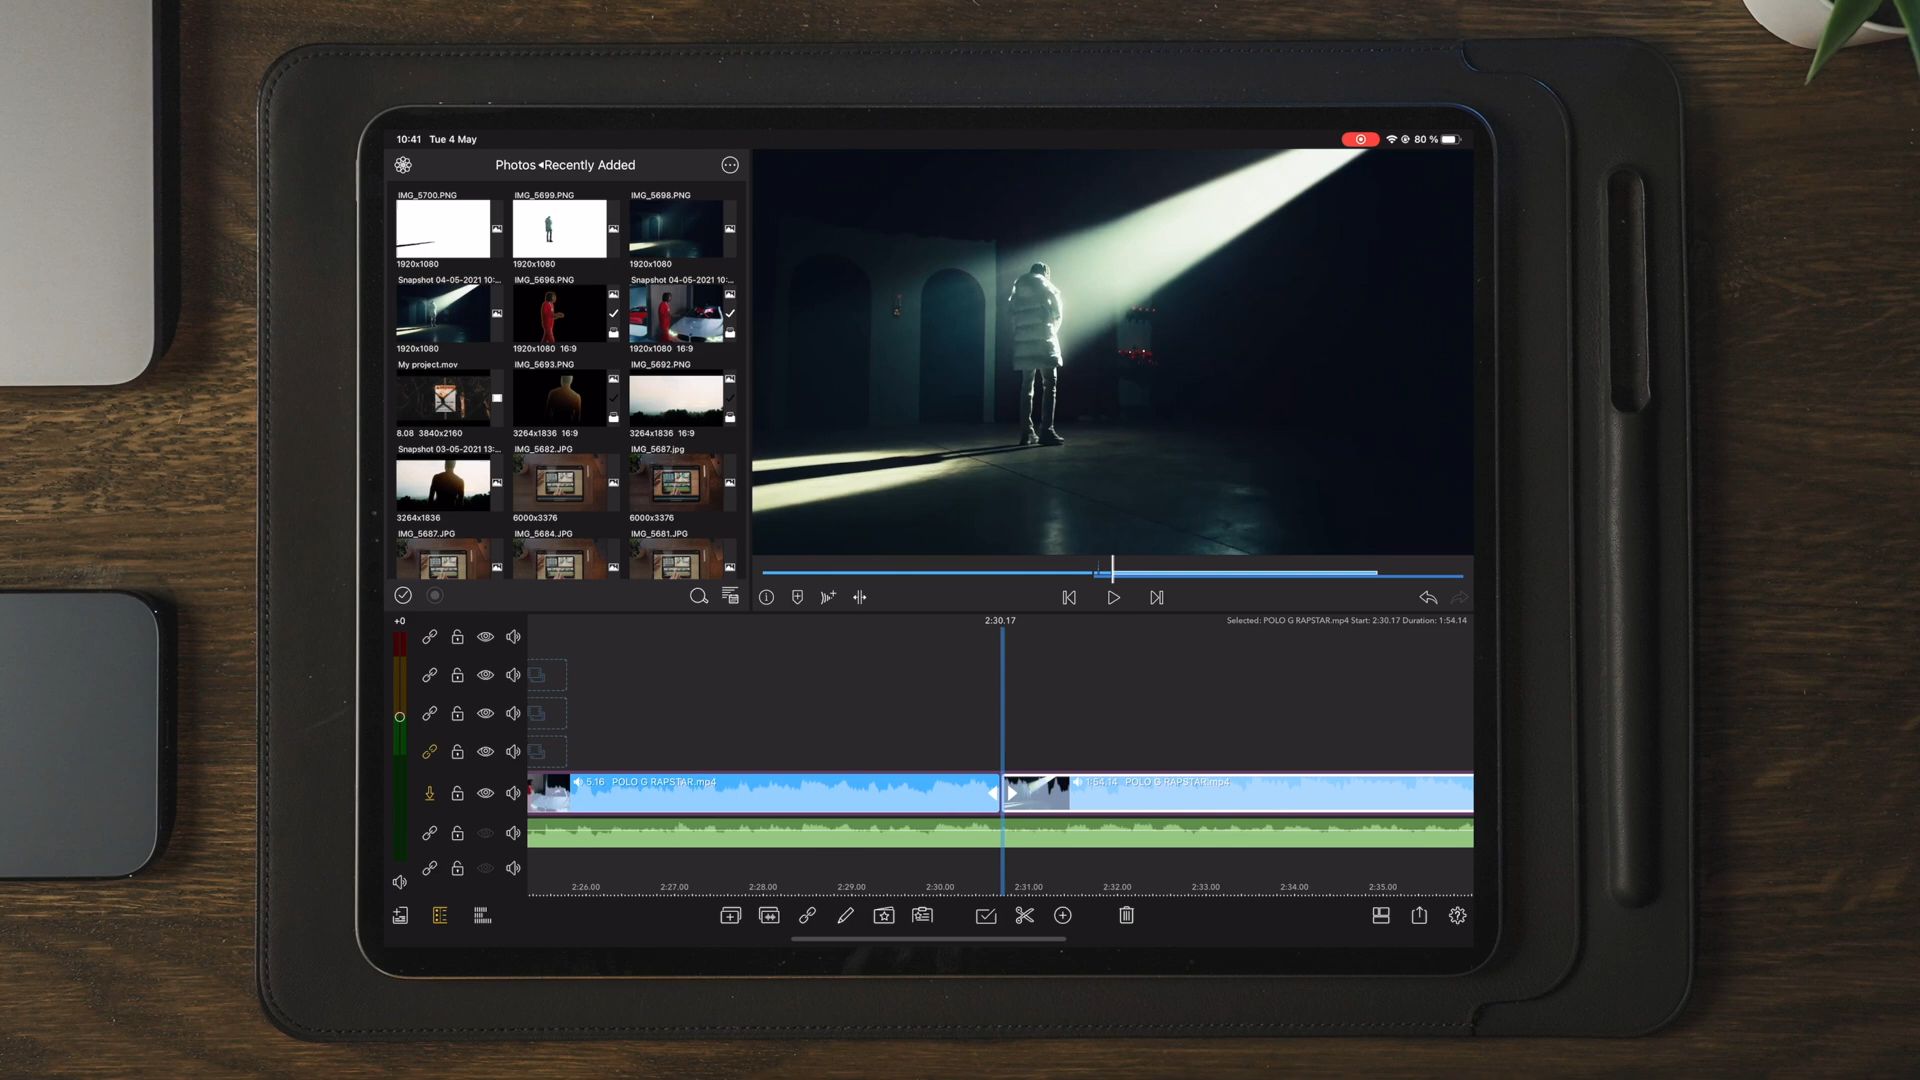 10:41 Tue 4 May
80 %
Photos ◂Recently Added
IMG_5700.PNG IMG_5699.PNG IMG_5698.PNG
1920x1080 1920x1080 1920x1080
Snapshot 04-05-2021 10:... IMG_5696.PNG Snapshot 04-05-2021 10:...
1920x1080 1920x1080 16:9 1920x1080 16:9
My project.mov IMG_5693.PNG IMG_5692.PNG
8.08 3840x2160 3264x1836 16:9 3264x1836 16:9
Snapshot 03-05-2021 13:... IMG_5682.JPG IMG_5687.jpg
3264x1836 6000x3376 6000x3376
IMG_5687.JPG IMG_5684.JPG IMG_5681.JPG
+0
2:30.17
Selected: POLO G RAPSTAR.mp4 Start: 2:30.17 Duration: 1:54.14
5.16 POLO G RAPSTAR.mp4
1:54.14 POLO G RAPSTAR.mp4
2:26.00 2:27.00 2:28.00 2:29.00 2:30.00 2:31.00 2:32.00 2:33.00 2:34.00 2:35.00